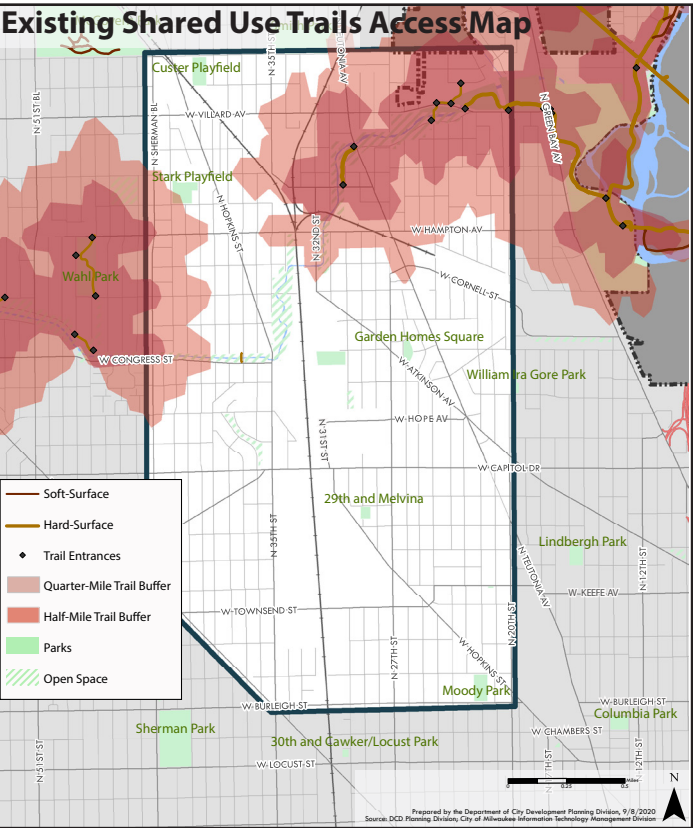 Existing Shared Use Trails Access Map
Custer Playfield
N 35TH ST
N 51ST BL
N SHERMAN BL
W VILLARD AV
N GREEN BAY AV
Stark Playfield
N HOPKINS ST
N 32ND ST
W HAMPTON AV
Wahl Park
W CORNELL ST
Garden Homes Square
W CONGRESS ST
W ATKINSON AV
N 31ST ST
W HOPE AV
W CAPITOL DR
29th and Melvina
N 35TH ST
Lindbergh Park
N TEUTONIA AV
N 12TH ST
W KEEFE AV
W TOWNSEND ST
N 20TH ST
N 27TH ST
W HOPKINS ST
Moody Park
W BURLEIGH ST
W BURLEIGH ST
Columbia Park
Sherman Park
W CHAMBERS ST
30th and Cawker/Locust Park
N 51ST ST
W LOCUST ST
N 12TH ST
Soft-Surface
Hard-Surface
Trail Entrances
Quarter-Mile Trail Buffer
Half-Mile Trail Buffer
Parks
Open Space
0 0.25 0.5 Miles
N
Prepared by the Department of City Development Planning Division, 9/8/2020
Source: DCD Planning Division; City of Milwaukee Information Technology Management Division